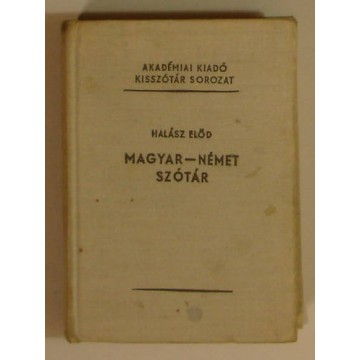 AKADÉMIAI KIADÓ
KISSZÓTÁR SOROZAT
HALÁSZ ELŐD
MAGYAR—NÉMET
SZÓTÁR